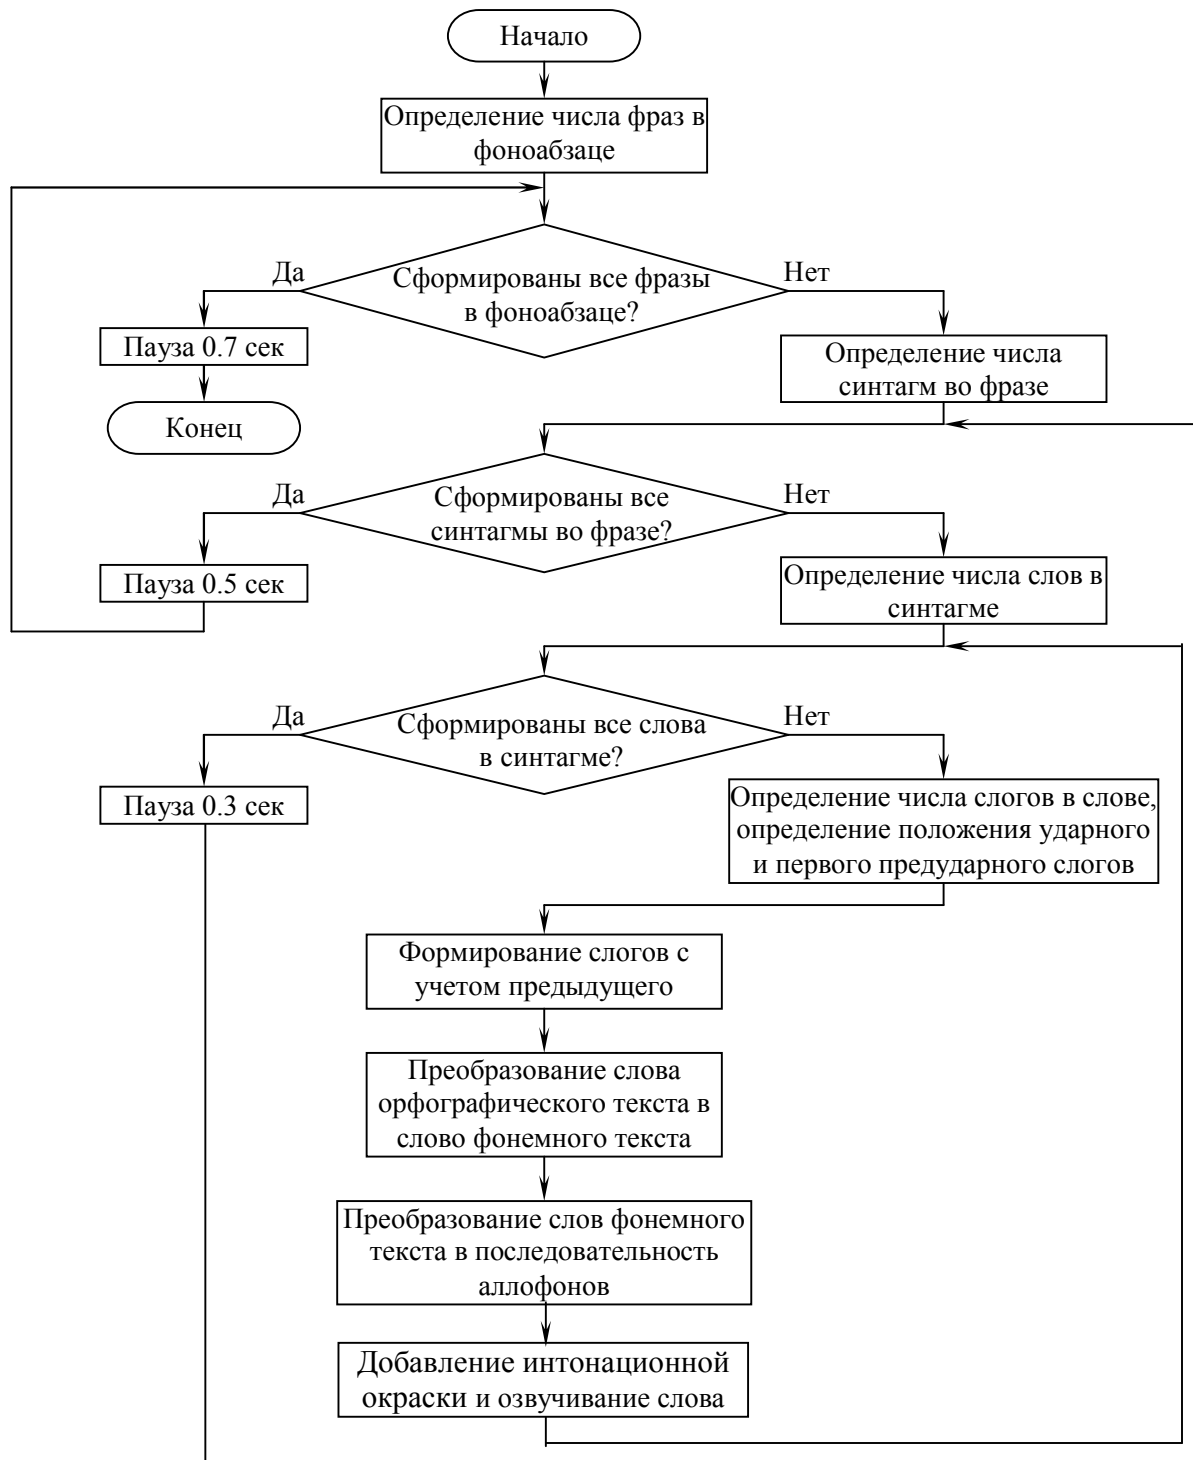 Начало
Определение числа фраз в
фоноабзаце
Да
Сформированы все фразы
в фоноабзаце?
Нет
Пауза 0.7 сек
Определение числа
синтагм во фразе
Конец
Да
Сформированы все
синтагмы во фразе?
Нет
Пауза 0.5 сек
Определение числа слов в
синтагме
Да
Сформированы все слова
в синтагме?
Нет
Пауза 0.3 сек
Определение числа слогов в слове,
определение положения ударного
и первого предударного слогов
Формирование слогов с
учетом предыдущего
Преобразование слова
орфографического текста в
слово фонемного текста
Преобразование слов фонемного
текста в последовательность
аллофонов
Добавление интонационной
окраски и озвучивание слова